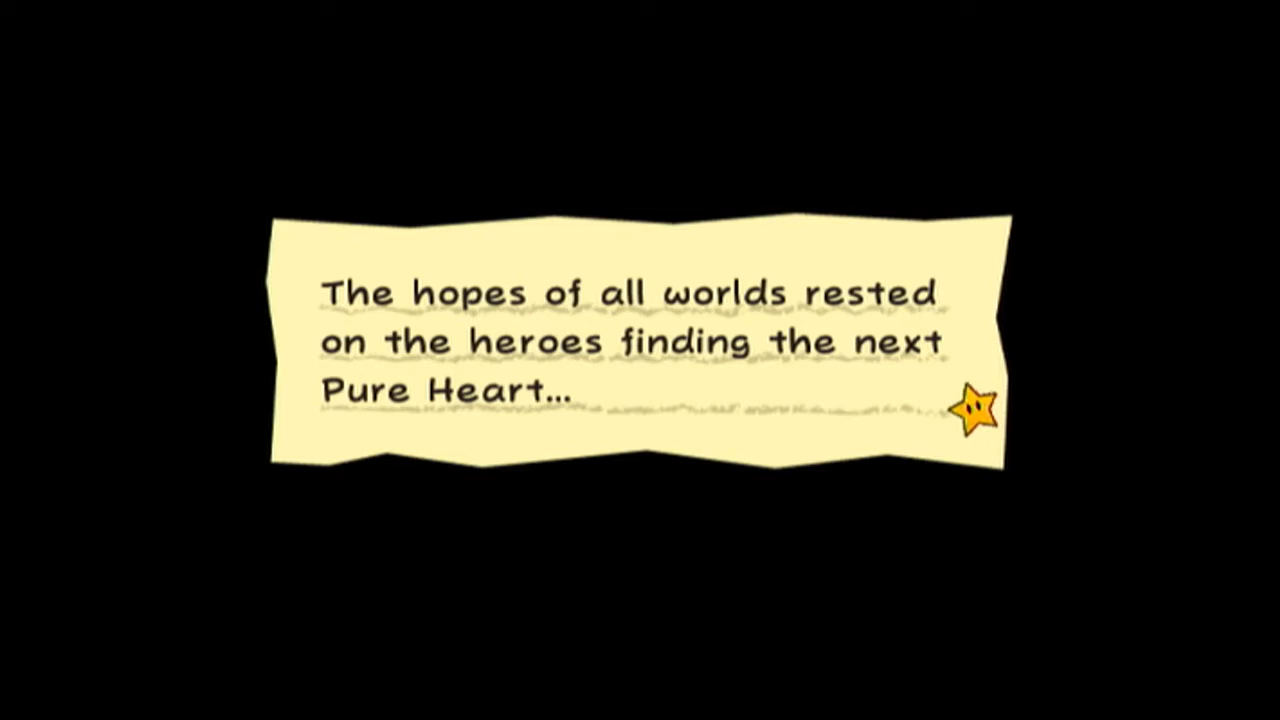 The hopes of all worlds rested
on the heroes finding the next
Pure Heart...